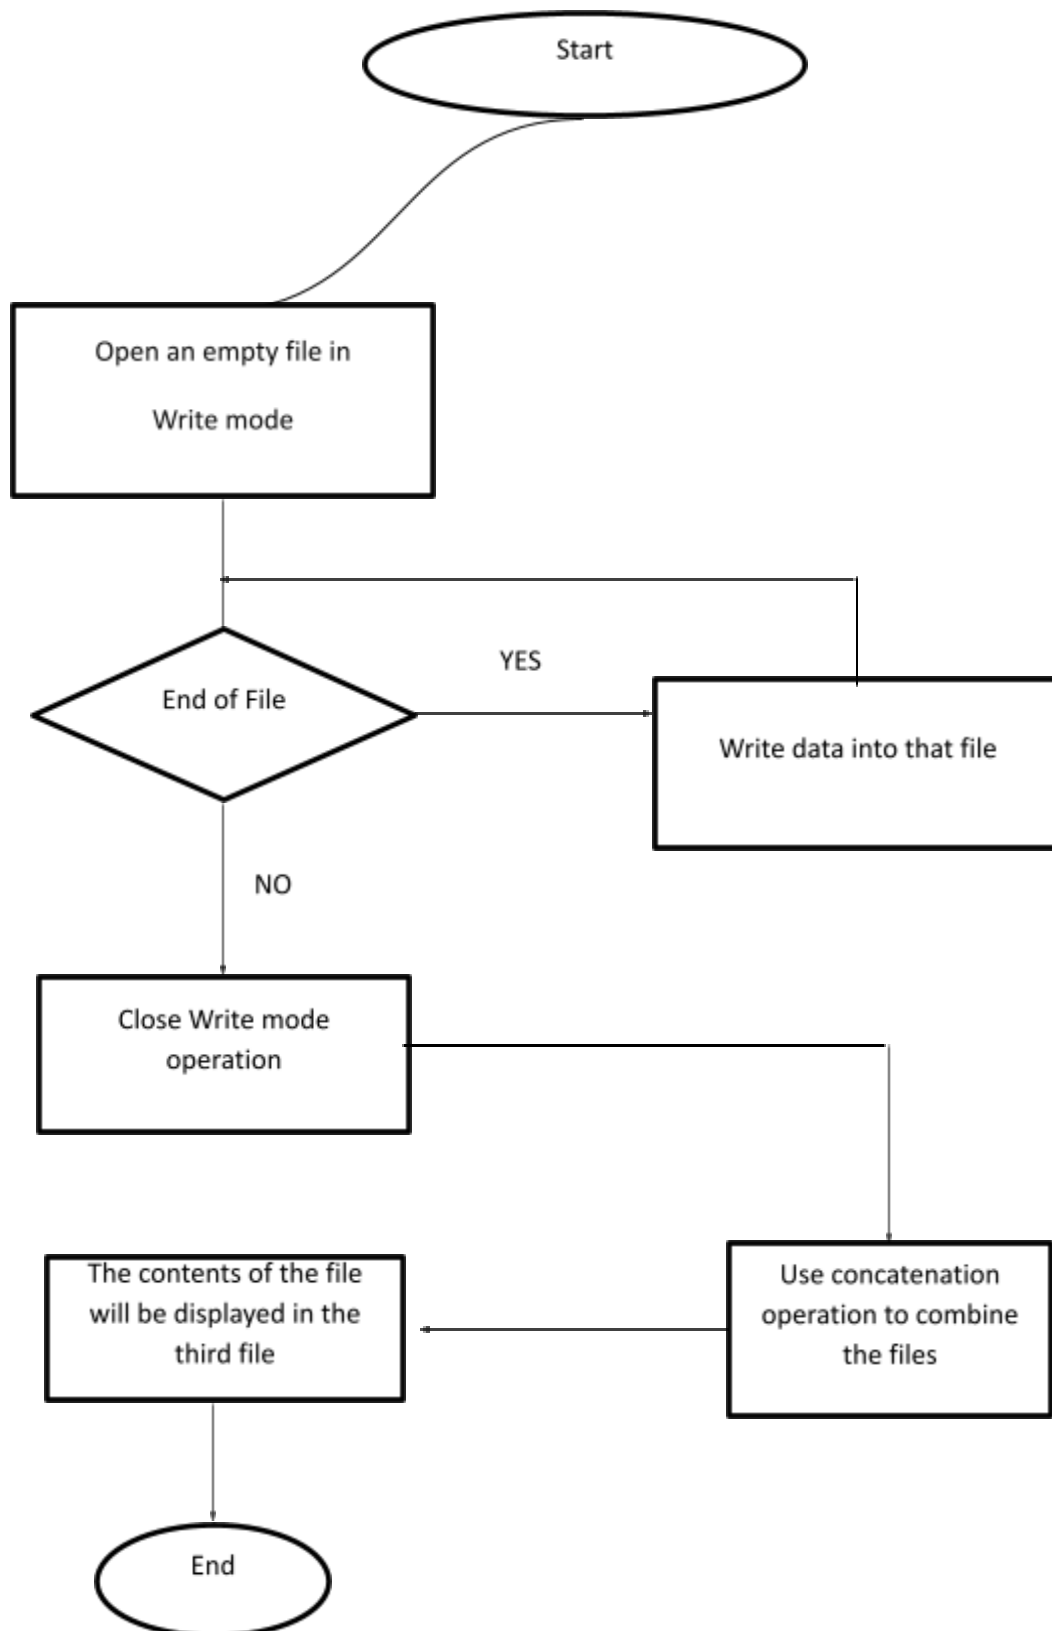 Start
Open an empty file in
Write mode
End of File
YES
Write data into that file
NO
Close Write mode
operation
Use concatenation
operation to combine
the files
The contents of the file
will be displayed in the
third file
End